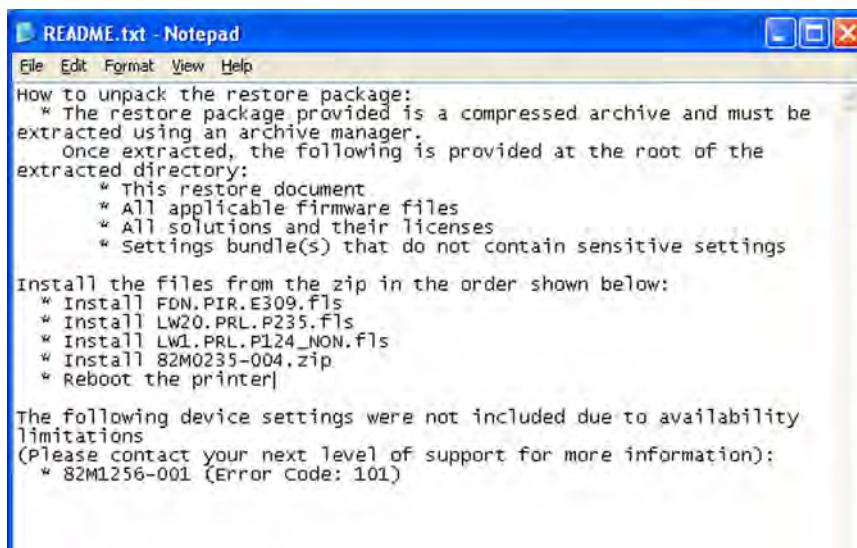 README.txt - Notepad
File Edit Format View Help
How to unpack the restore package:
* The restore package provided is a compressed archive and must be
extracted using an archive manager.
Once extracted, the following is provided at the root of the
extracted directory:
* This restore document
* All applicable firmware files
* All solutions and their licenses
* Settings bundle(s) that do not contain sensitive settings
Install the files from the zip in the order shown below:
* Install FDN.PIR.E309.fls
* Install LW20.PRL.P235.fls
* Install LW1.PRL.P124_NON.fls
* Install 82M0235-004.zip
* Reboot the printer
The following device settings were not included due to availability
limitations
(Please contact your next level of support for more information):
* 82M1256-001 (Error Code: 101)